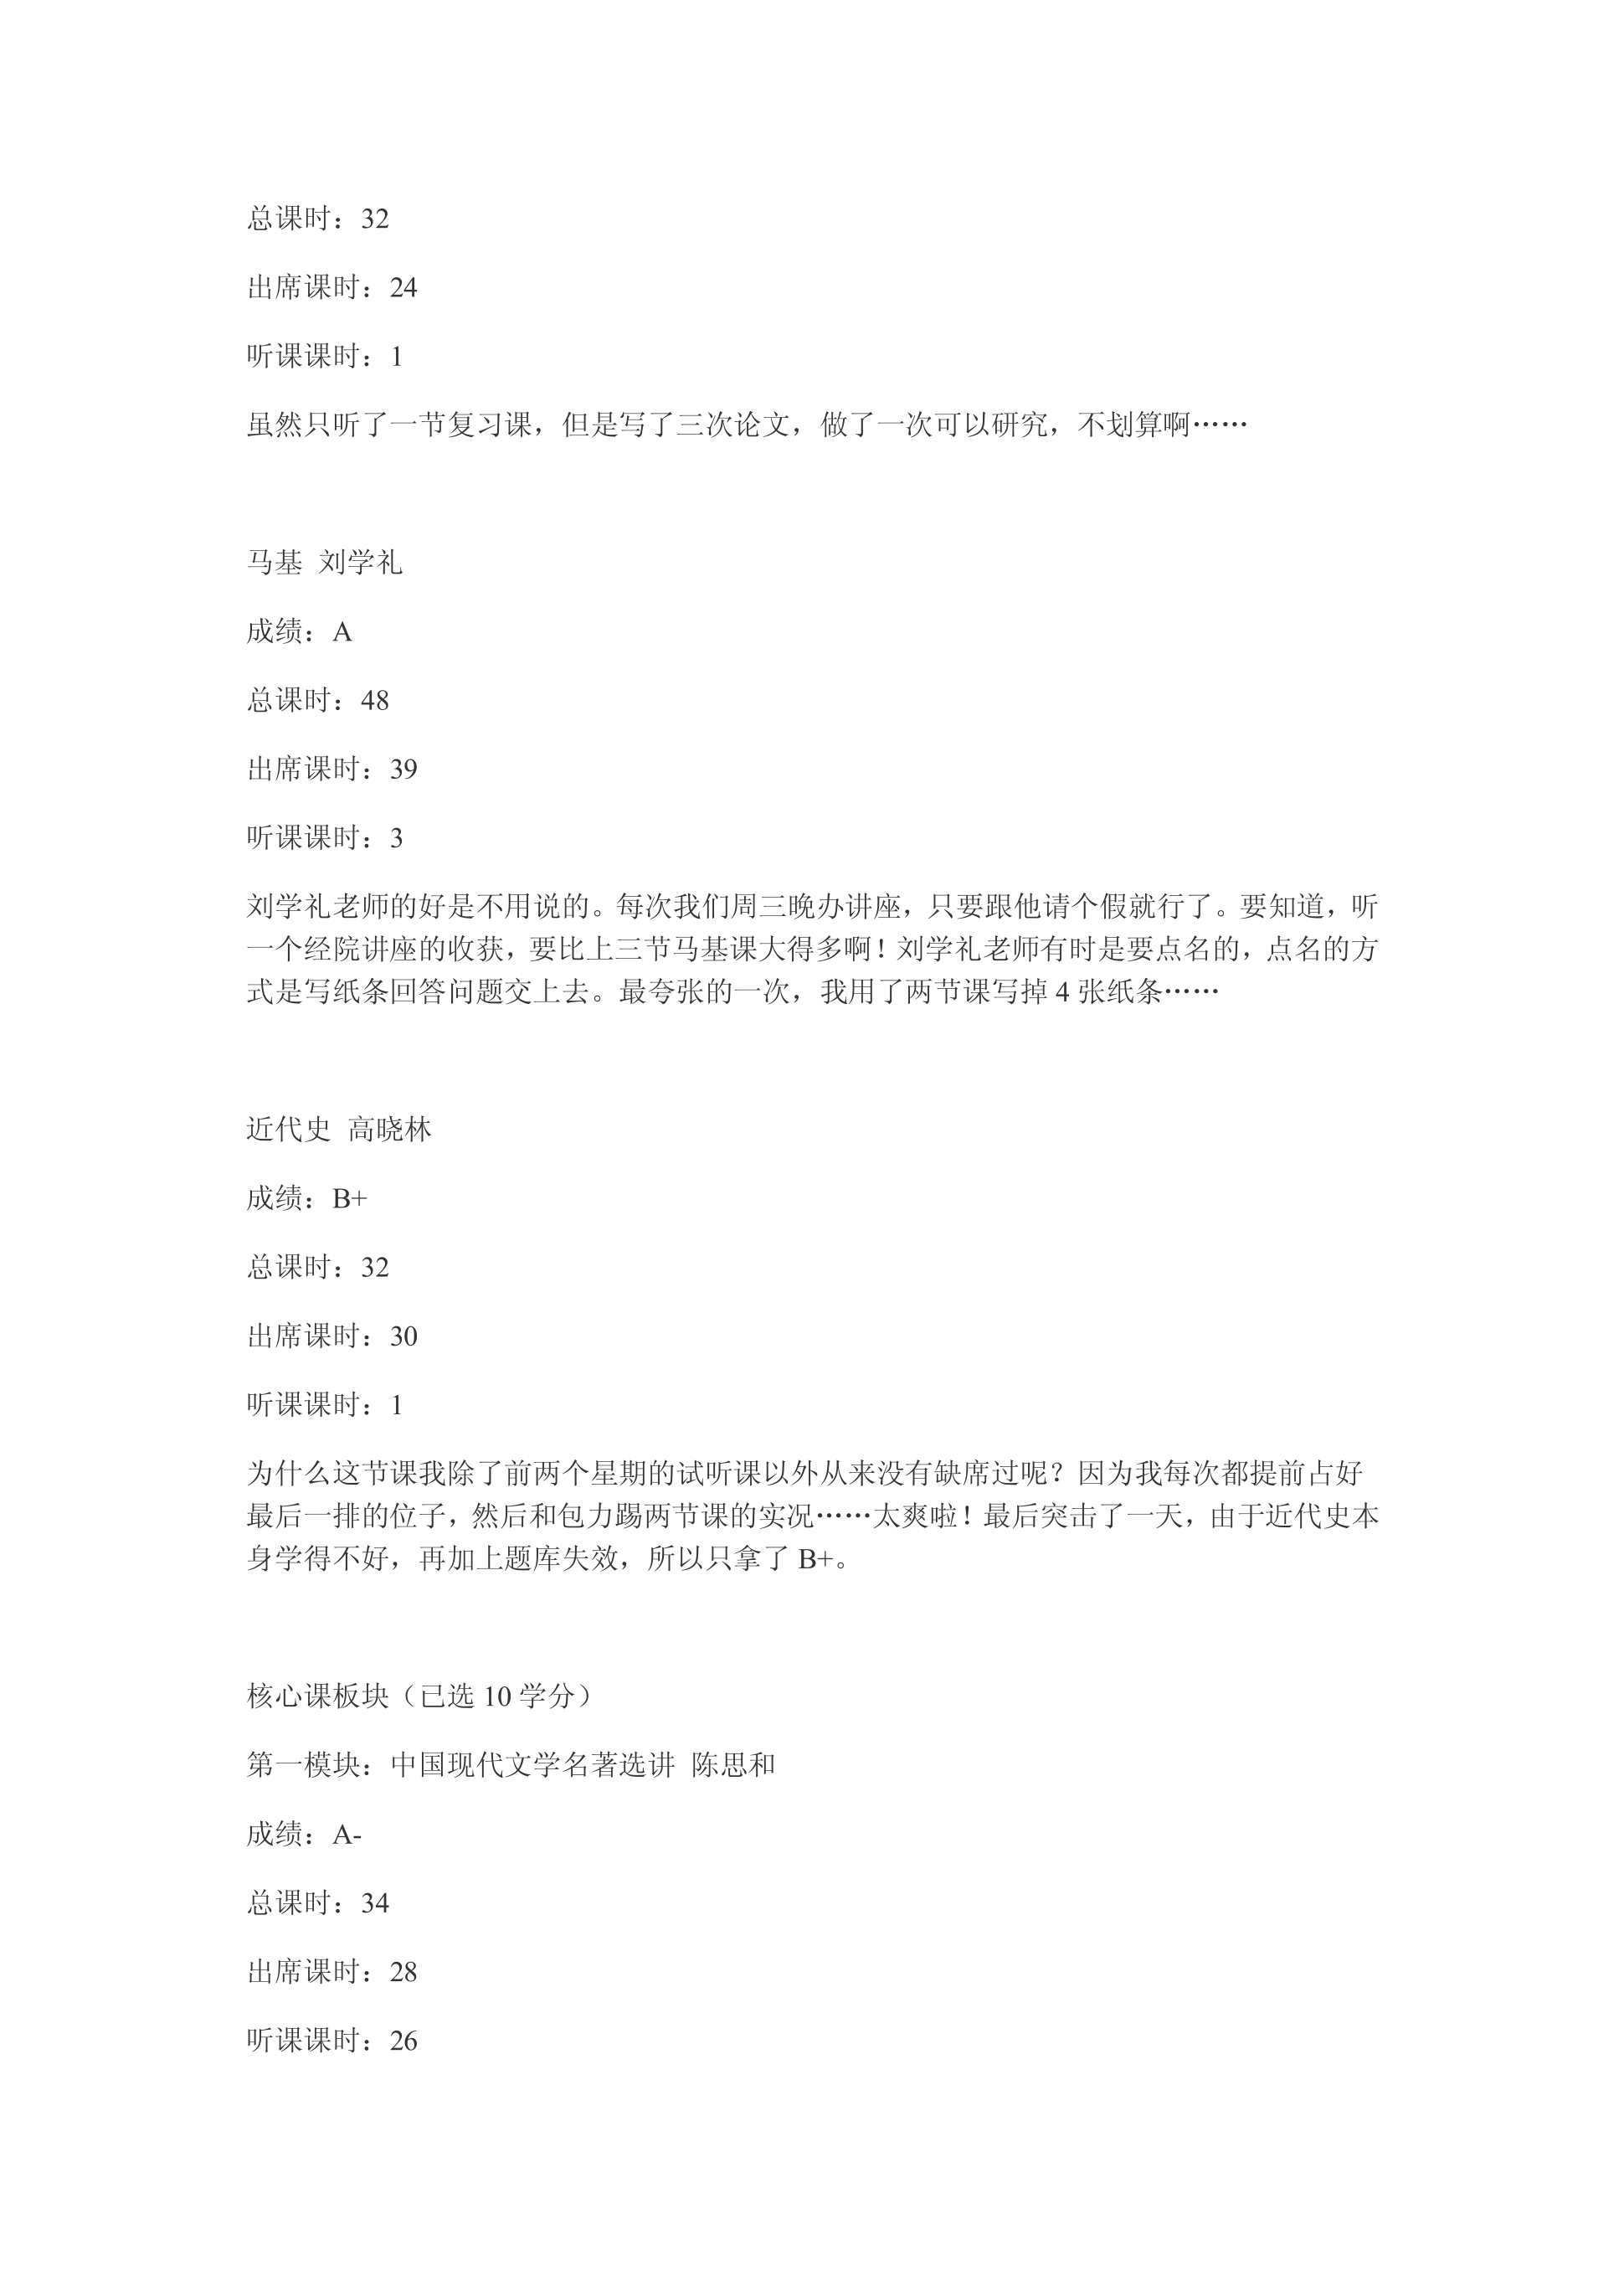 总课时：32
出席课时：24
听课课时：1
虽然只听了一节复习课，但是写了三次论文，做了一次可以研究，不划算啊……
马基 刘学礼
成绩：A
总课时：48
出席课时：39
听课课时：3
刘学礼老师的好是不用说的。每次我们周三晚办讲座，只要跟他请个假就行了。要知道，听
一个经院讲座的收获，要比上三节马基课大得多啊！刘学礼老师有时是要点名的，点名的方
式是写纸条回答问题交上去。最夸张的一次，我用了两节课写掉 4 张纸条……
近代史 高晓林
成绩：B+
总课时：32
出席课时：30
听课课时：1
为什么这节课我除了前两个星期的试听课以外从来没有缺席过呢？因为我每次都提前占好
最后一排的位子，然后和包力踢两节课的实况……太爽啦！最后突击了一天，由于近代史本
身学得不好，再加上题库失效，所以只拿了 B+。
核心课板块（已选 10 学分）
第一模块：中国现代文学名著选讲 陈思和
成绩：A-
总课时：34
出席课时：28
听课课时：26